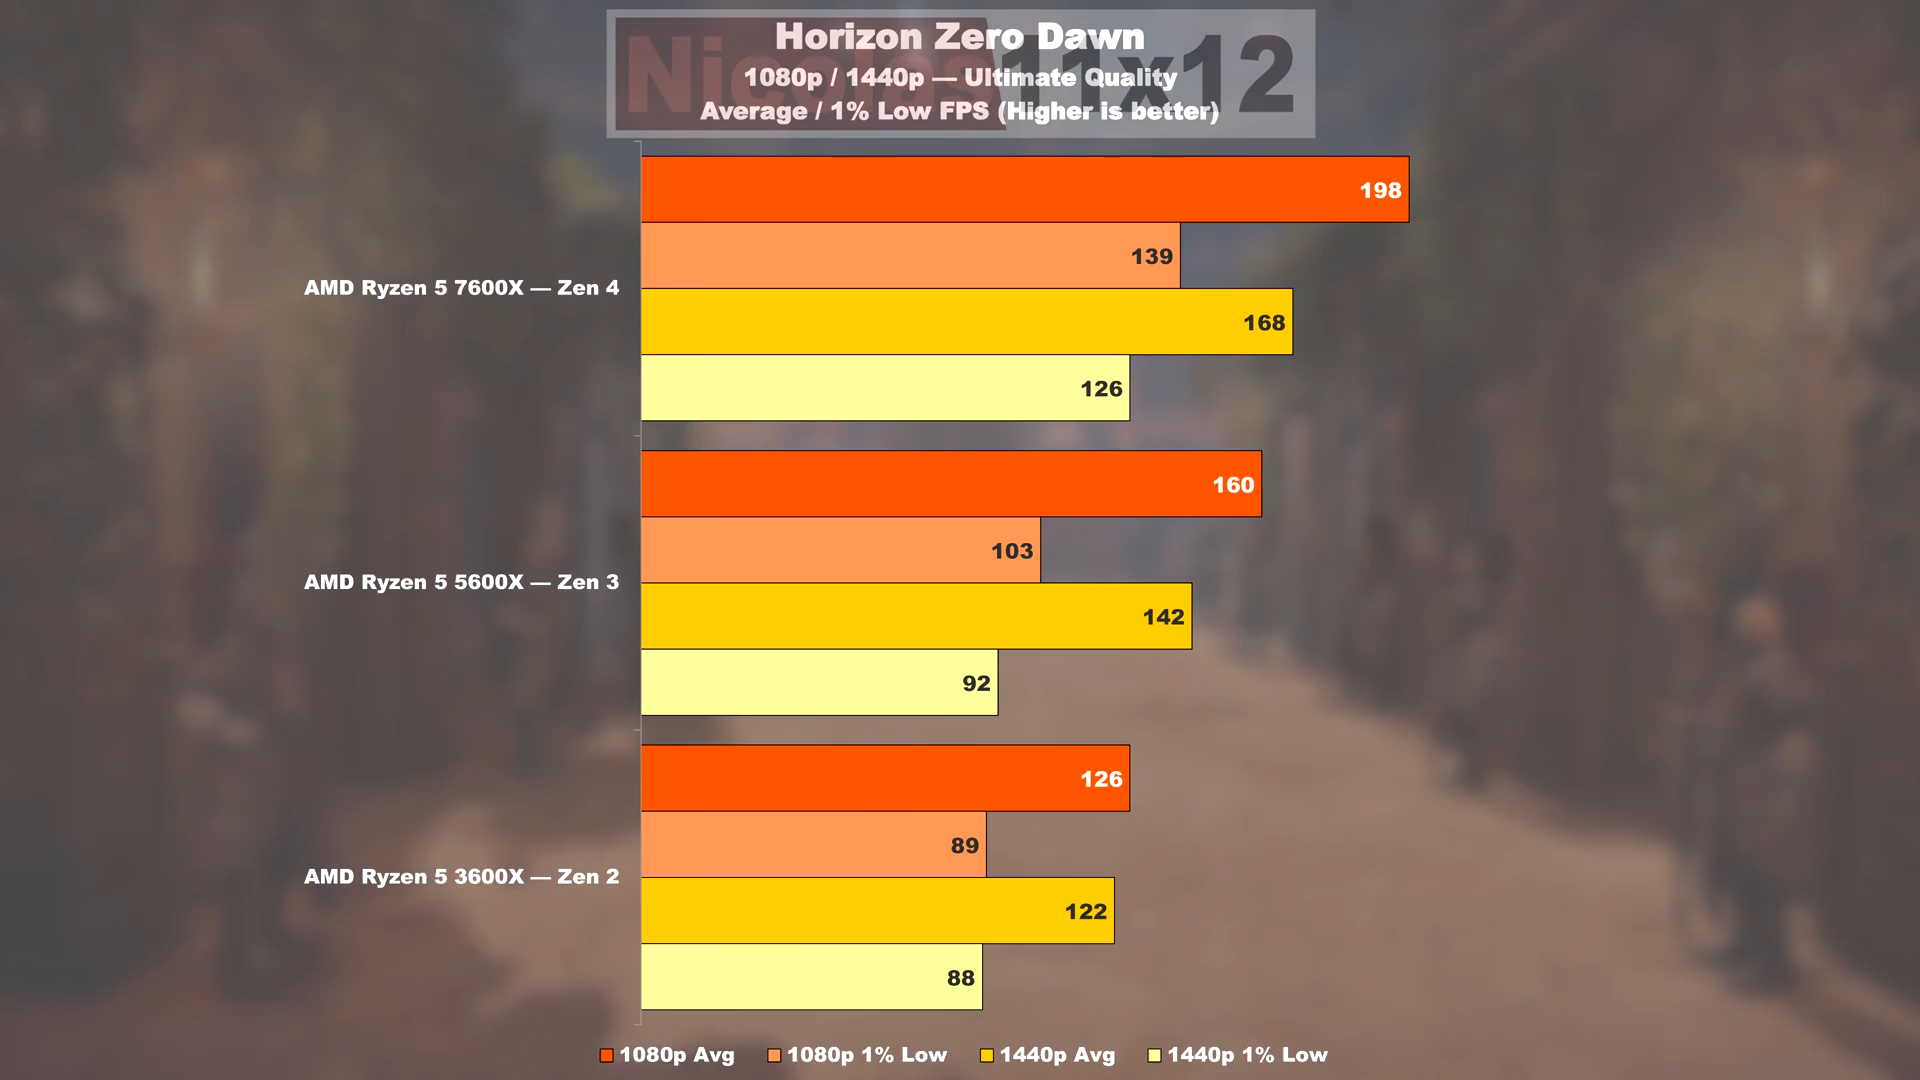 Nicolas11x12
Horizon Zero Dawn
1080p / 1440p — Ultimate Quality
Average / 1% Low FPS (Higher is better)
198
139
AMD Ryzen 5 7600X — Zen 4
168
126
160
103
AMD Ryzen 5 5600X — Zen 3
142
92
126
89
AMD Ryzen 5 3600X — Zen 2
122
88
1080p Avg 1080p 1% Low 1440p Avg 1440p 1% Low